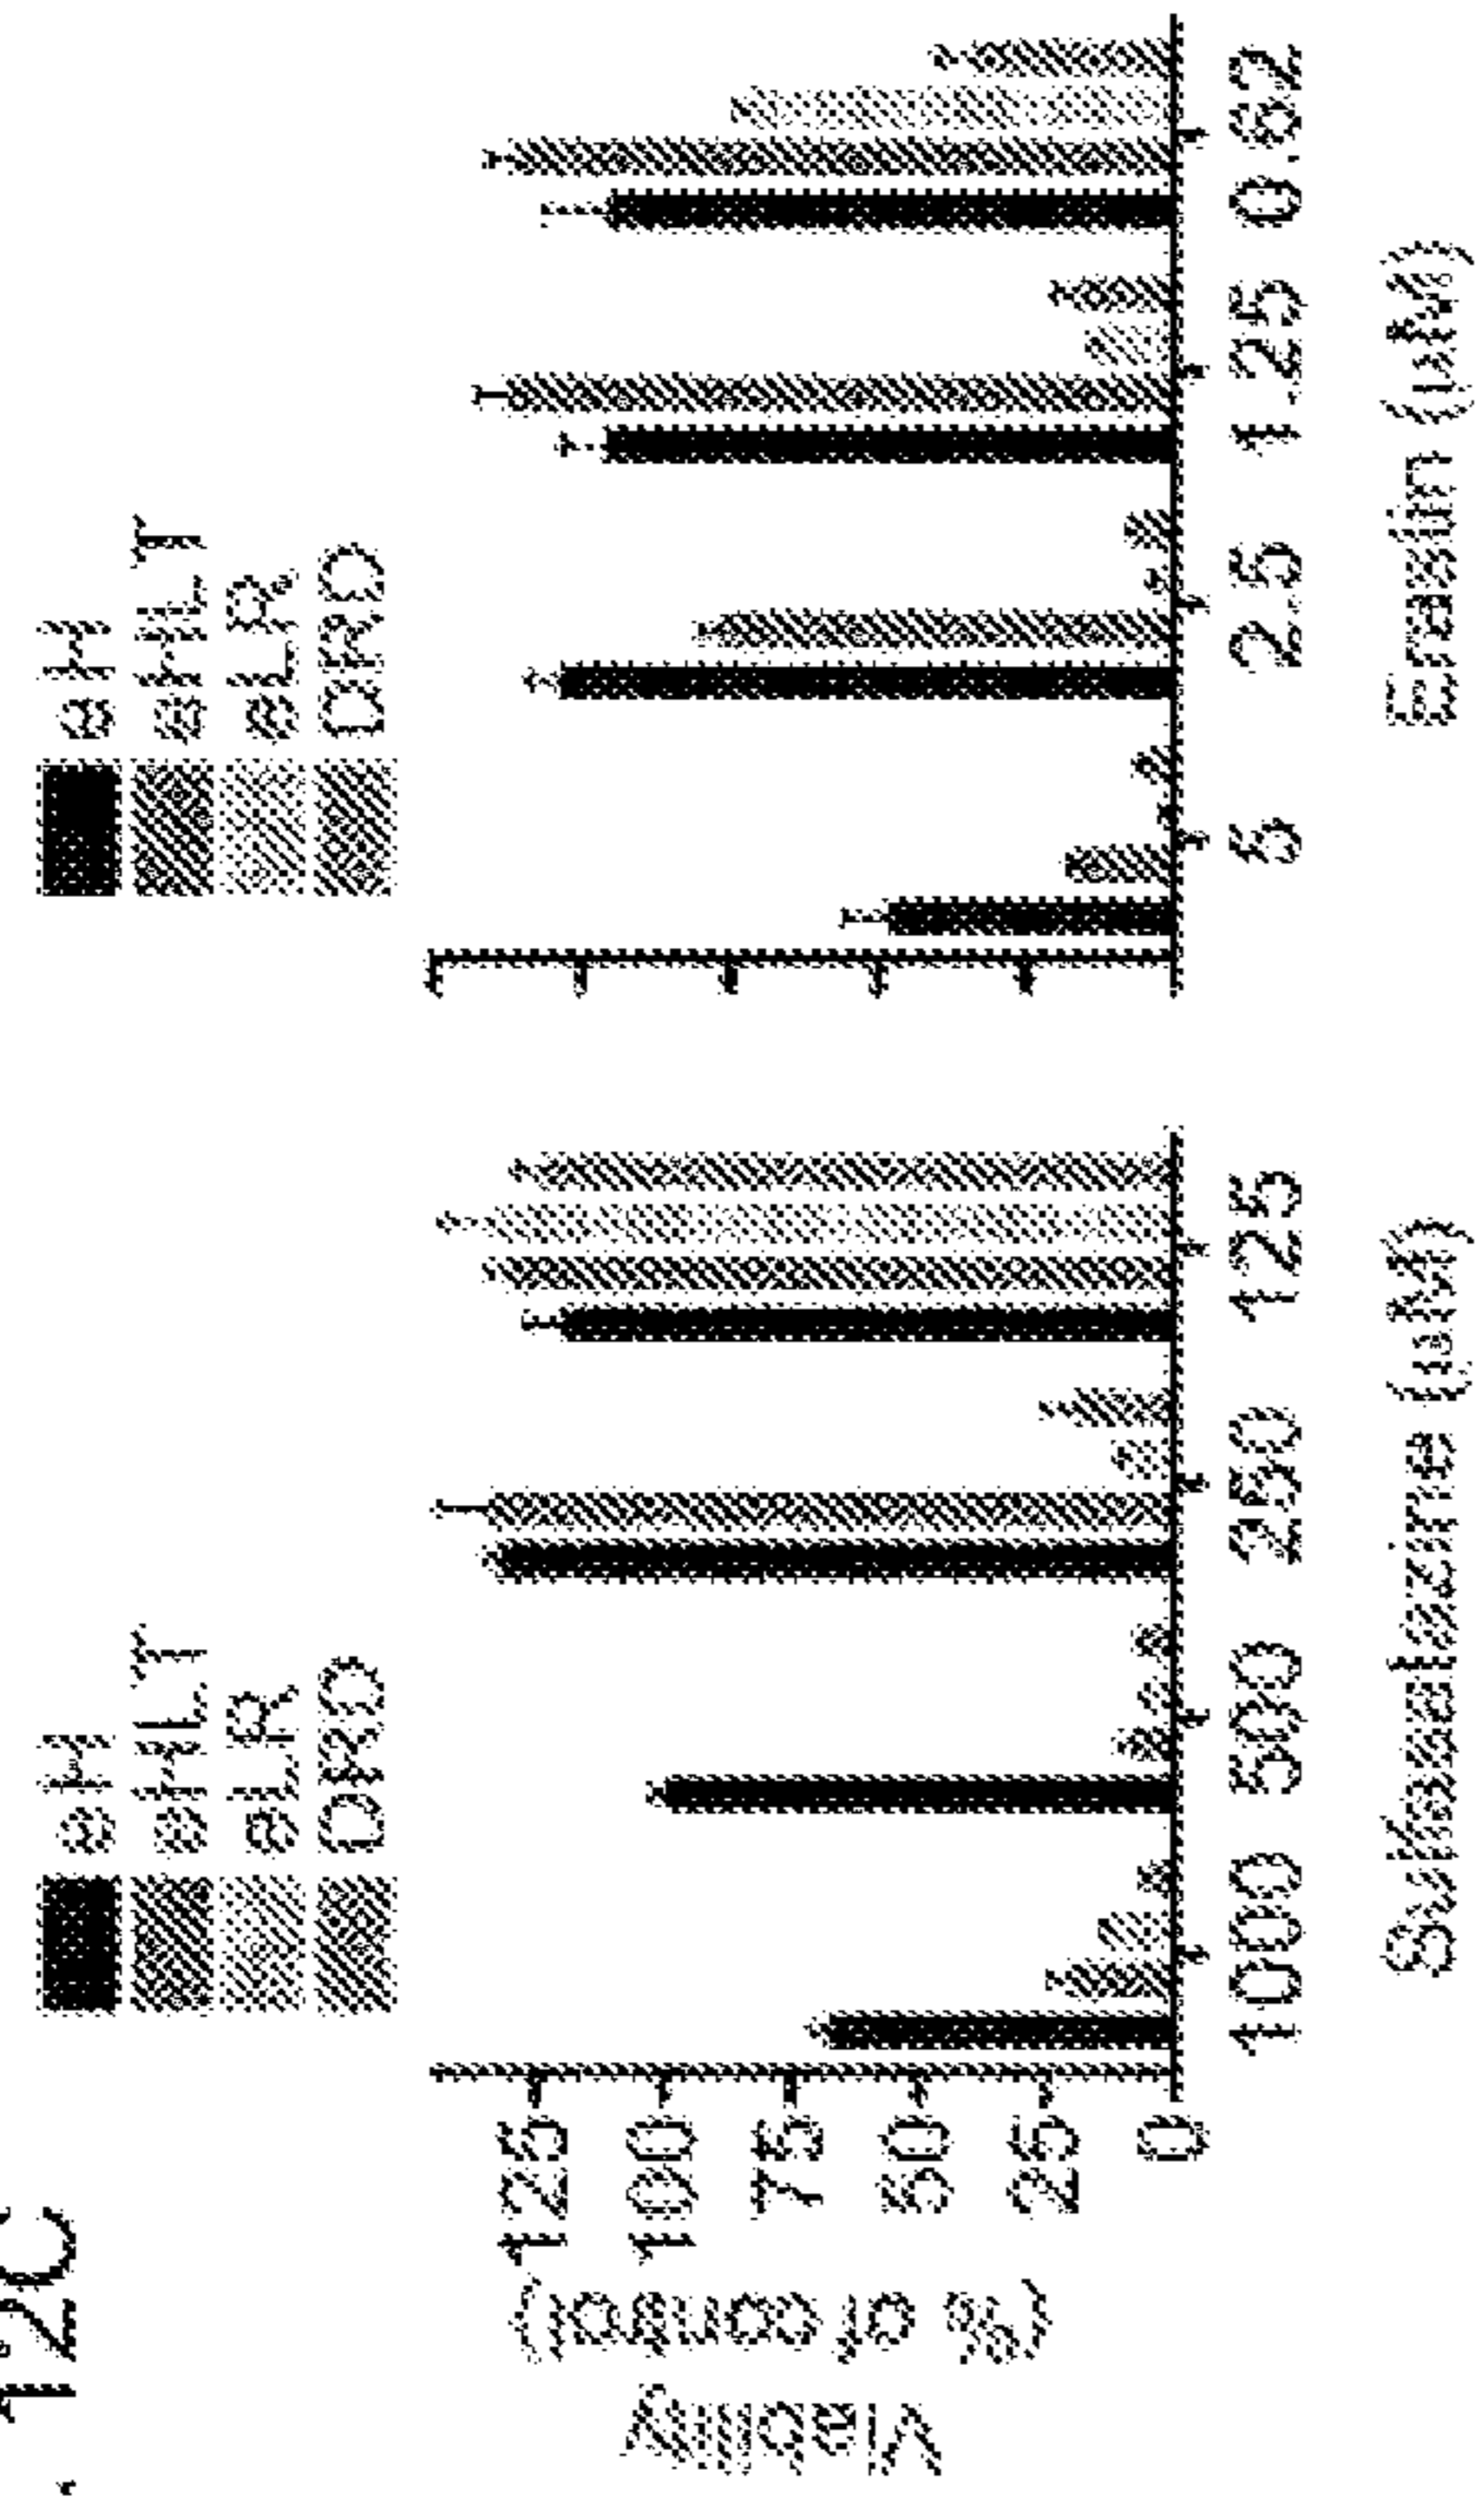 12C
eH
eHLT
eLR
DRD
eH
eHLT
eLR
DRD
Viability
(% of control)
125
100
75
50
25
0
1000 500 250 125
Sulfasalazine (µM)
5 2.5 1.25 0.62
Erastin (µM)